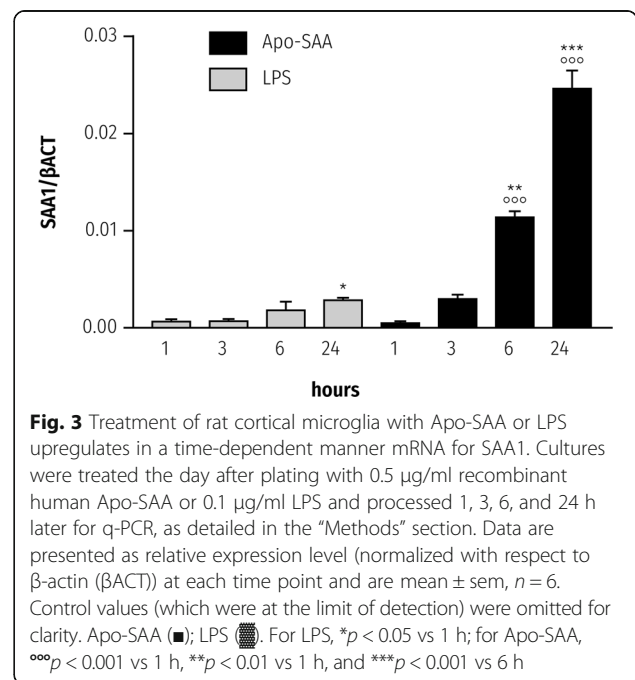 0.03
0.02
0.01
0.00
SAA1/βACT
Apo-SAA
LPS
*
**
°°°
***
°°°
1 3 6 24 1 3 6 24
hours
Fig. 3 Treatment of rat cortical microglia with Apo-SAA or LPS
upregulates in a time-dependent manner mRNA for SAA1. Cultures
were treated the day after plating with 0.5 μg/ml recombinant
human Apo-SAA or 0.1 μg/ml LPS and processed 1, 3, 6, and 24 h
later for q-PCR, as detailed in the “Methods” section. Data are
presented as relative expression level (normalized with respect to
β-actin (βACT)) at each time point and are mean ± sem, n = 6.
Control values (which were at the limit of detection) were omitted for
clarity. Apo-SAA (■); LPS (▓). For LPS, *p < 0.05 vs 1 h; for Apo-SAA,
°°°p < 0.001 vs 1 h, **p < 0.01 vs 1 h, and ***p < 0.001 vs 6 h